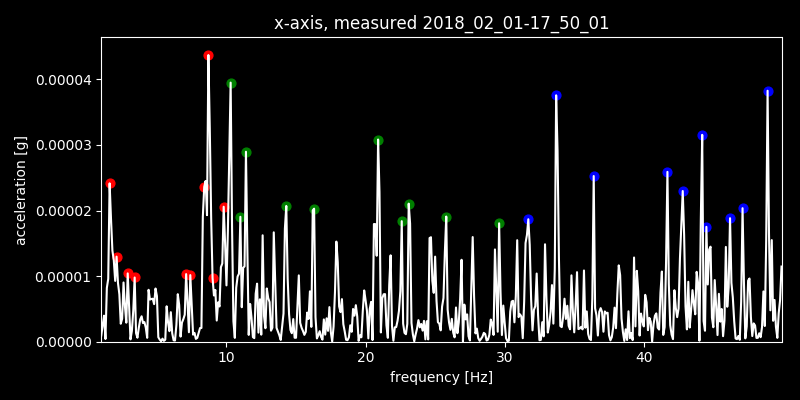 x-axis, measured 2018_02_01-17_50_01
acceleration [g]
0.00004
0.00003
0.00002
0.00001
0.00000
10 20 30 40
frequency [Hz]